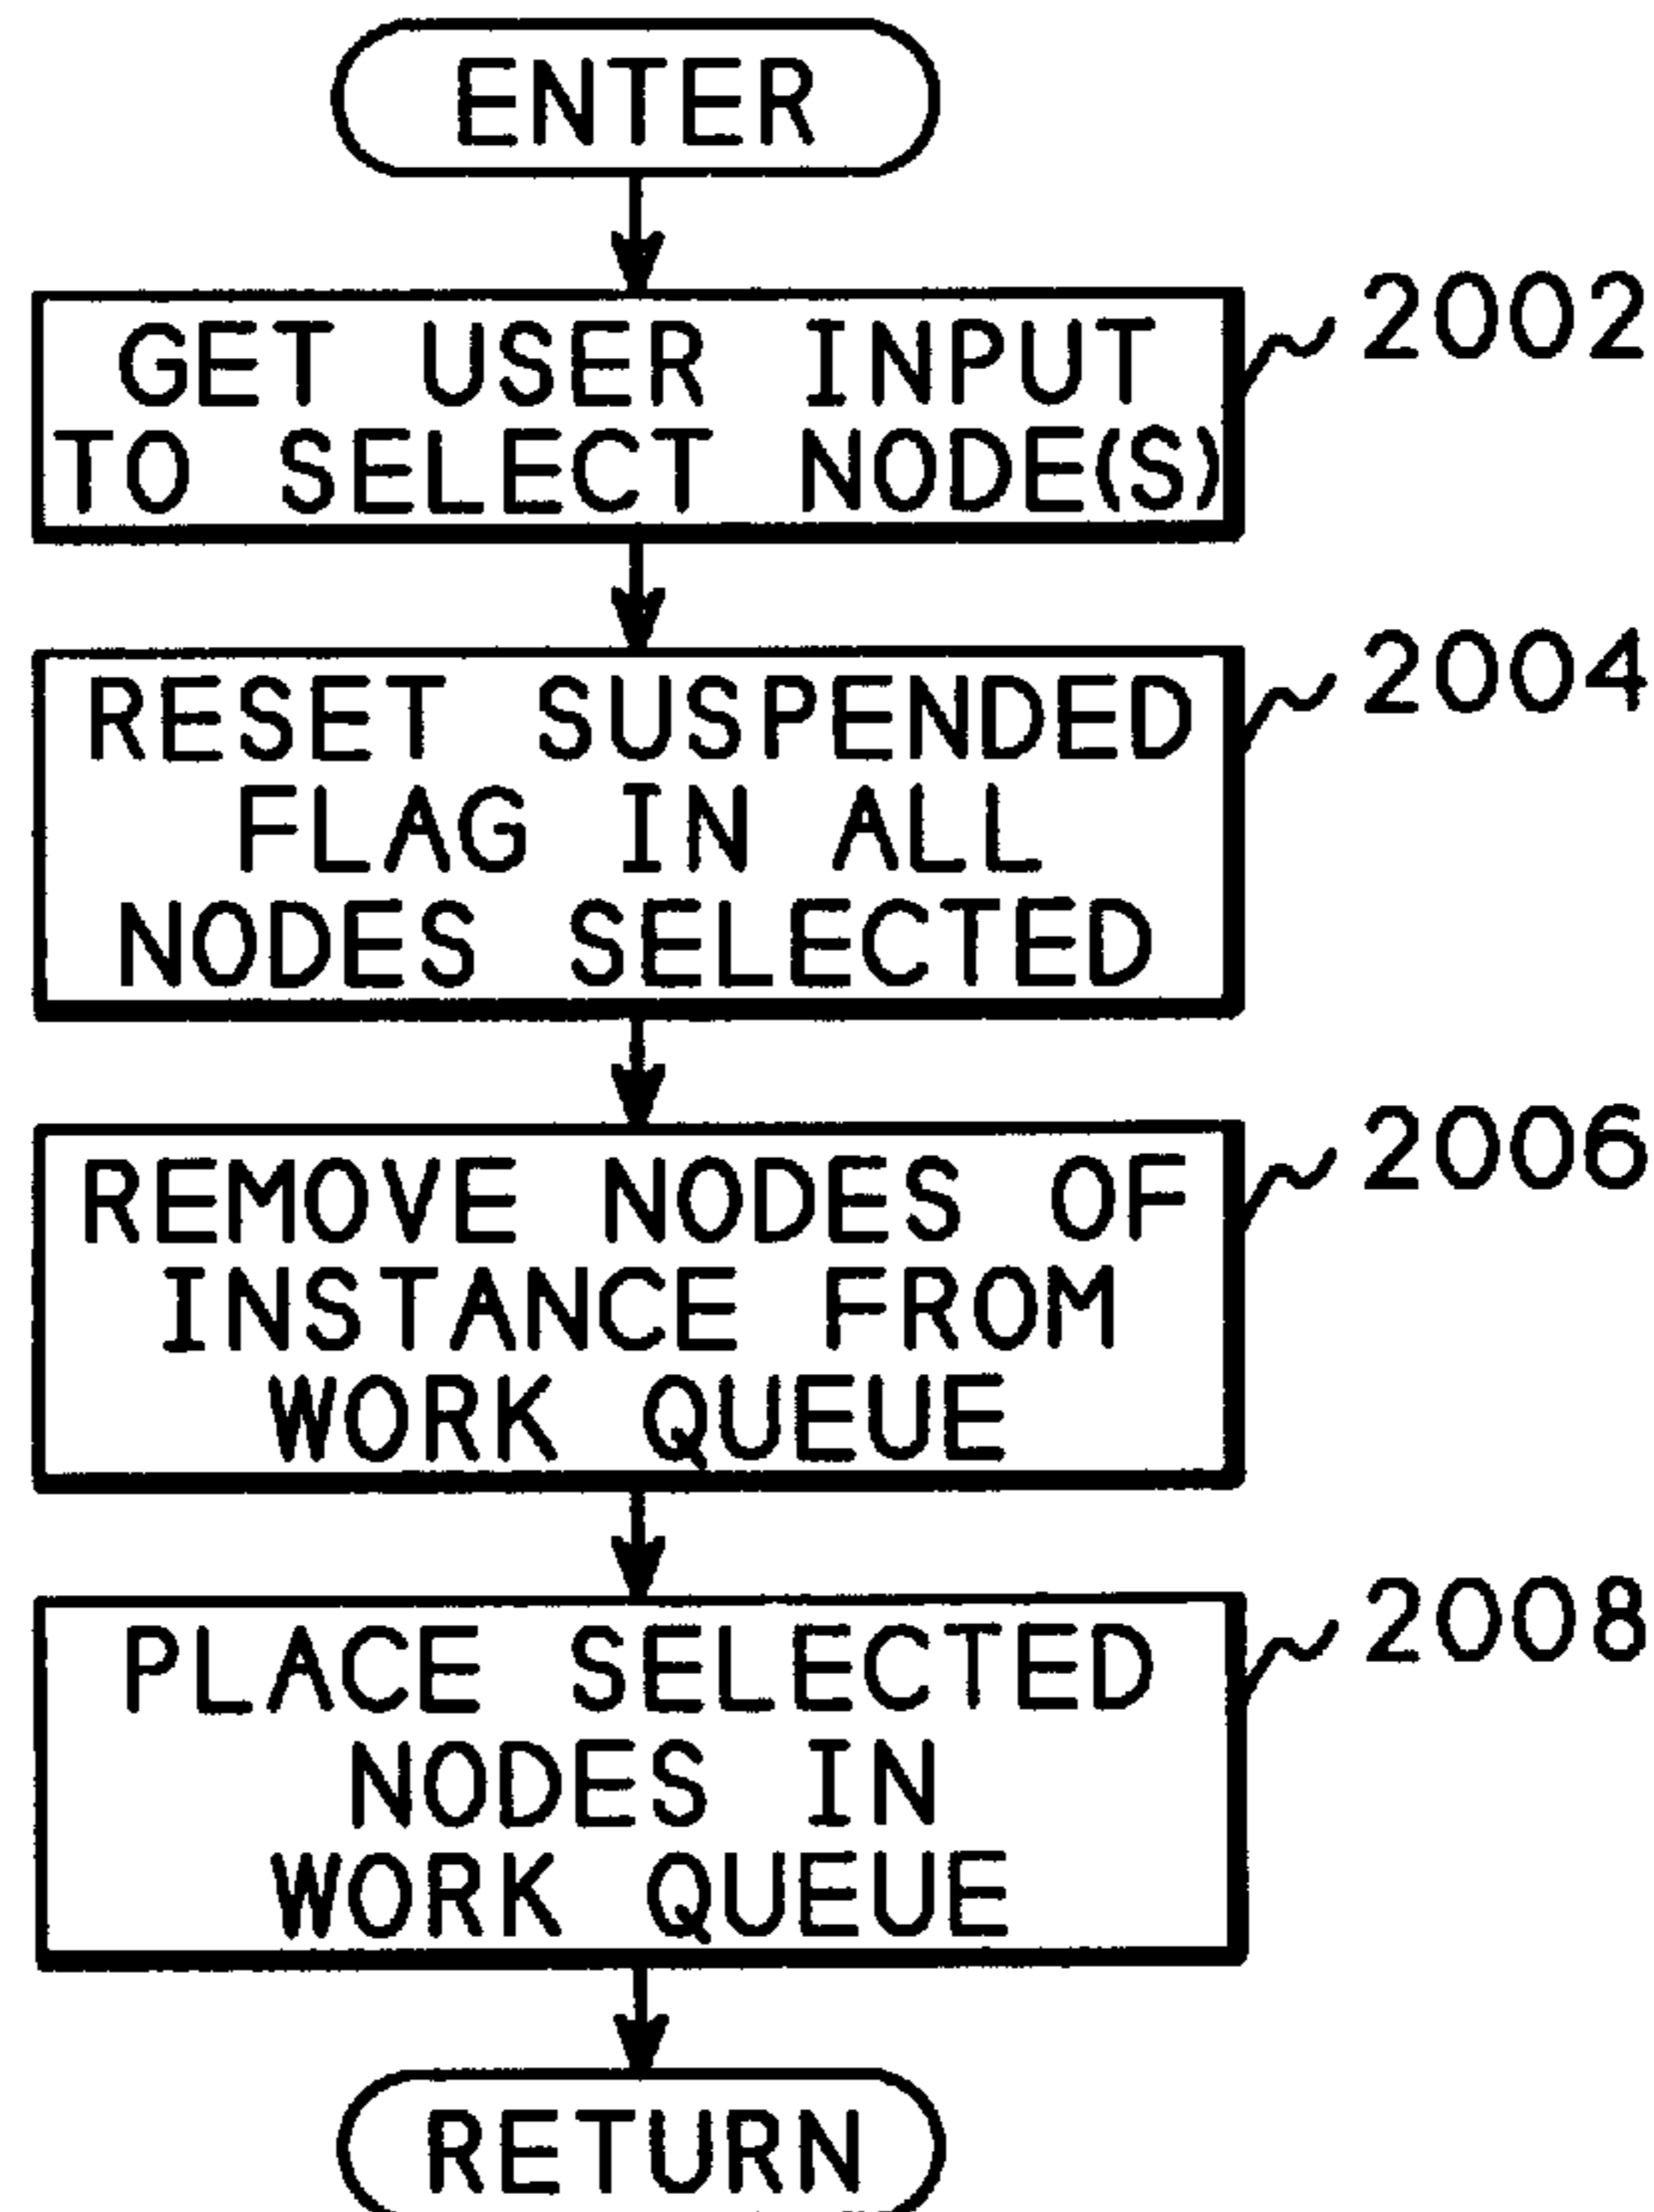 ENTER
GET USER INPUT
TO SELECT NODE(S)
2002
RESET SUSPENDED
FLAG IN ALL
NODES SELECTED
2004
REMOVE NODES OF
INSTANCE FROM
WORK QUEUE
2006
PLACE SELECTED
NODES IN
WORK QUEUE
2008
RETURN